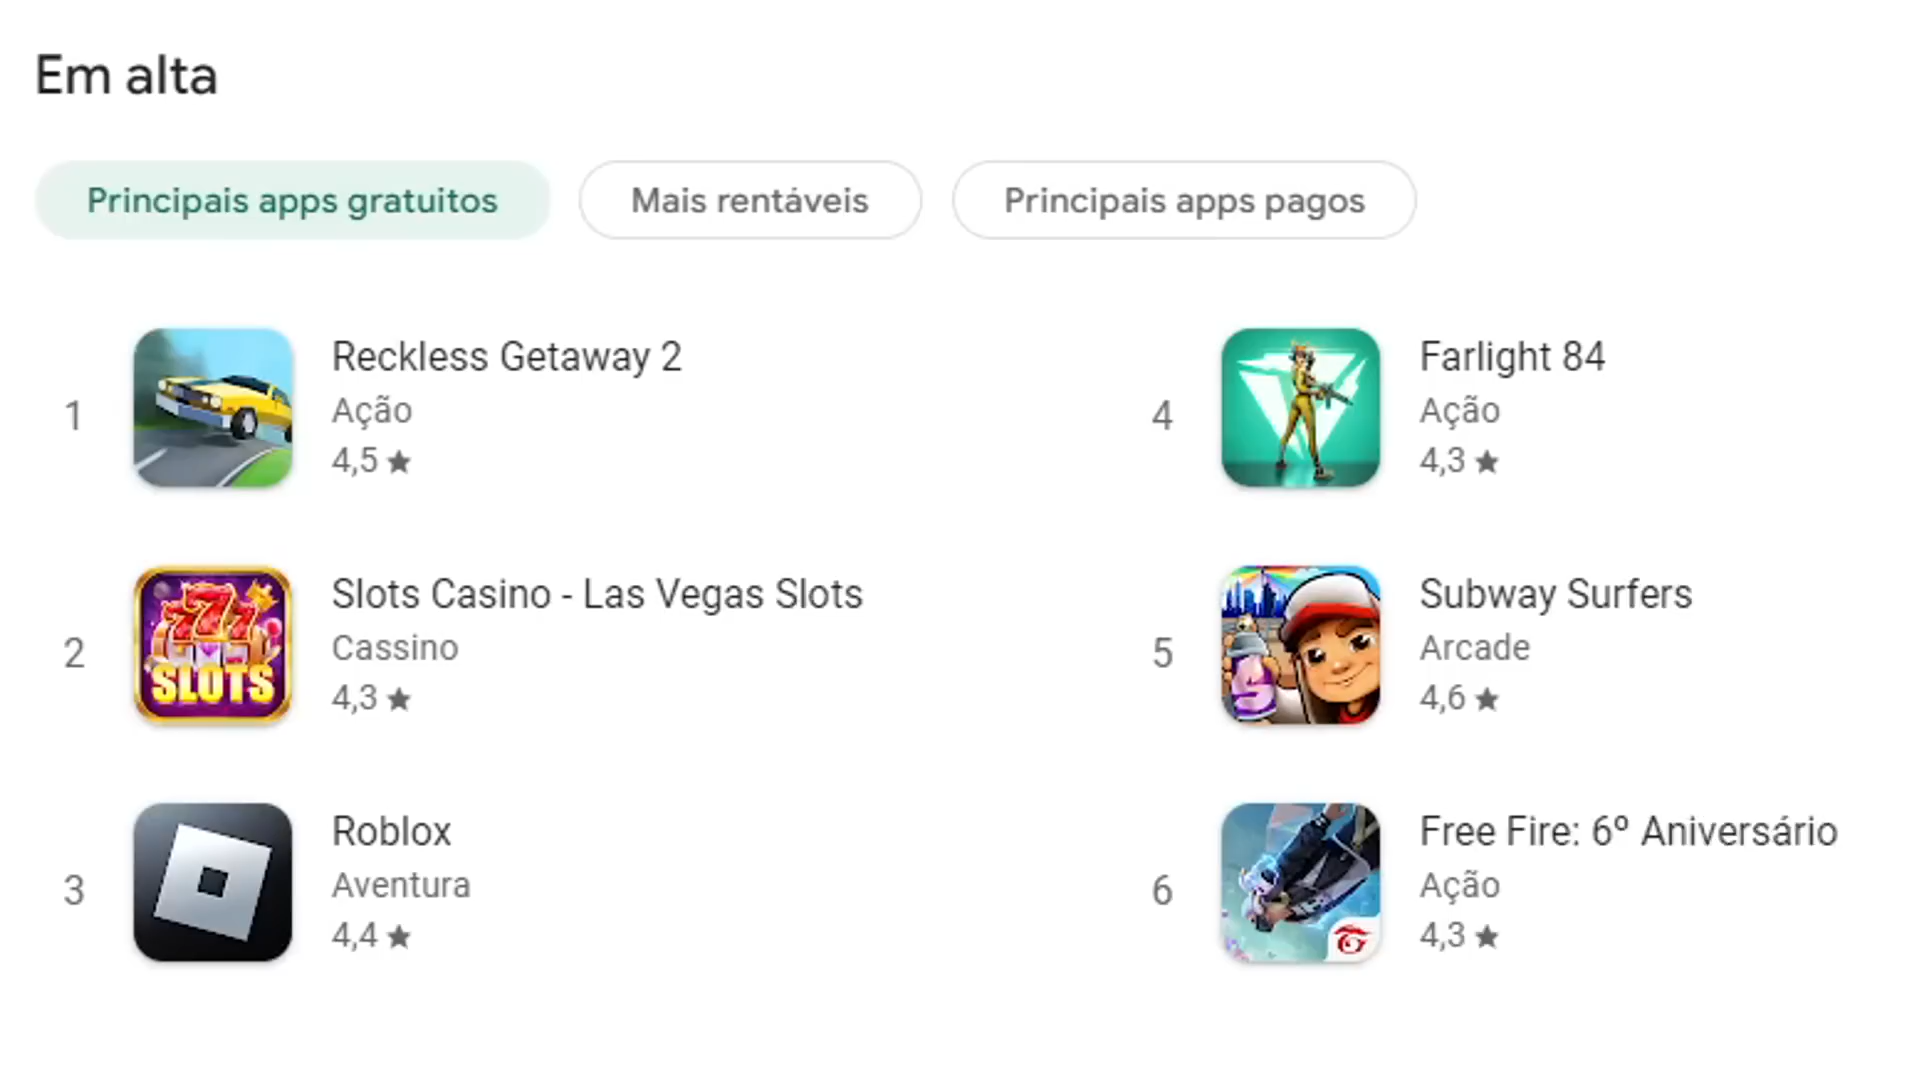 Em alta
Principais apps gratuitos
Mais rentáveis
Principais apps pagos
1
Reckless Getaway 2
Ação
4,5 ★
2
777
SLOTS
Slots Casino - Las Vegas Slots
Cassino
4,3 ★
3
Roblox
Aventura
4,4 ★
4
Farlight 84
Ação
4,3 ★
5
Subway Surfers
Arcade
4,6 ★
6
Free Fire: 6º Aniversário
Ação
4,3 ★